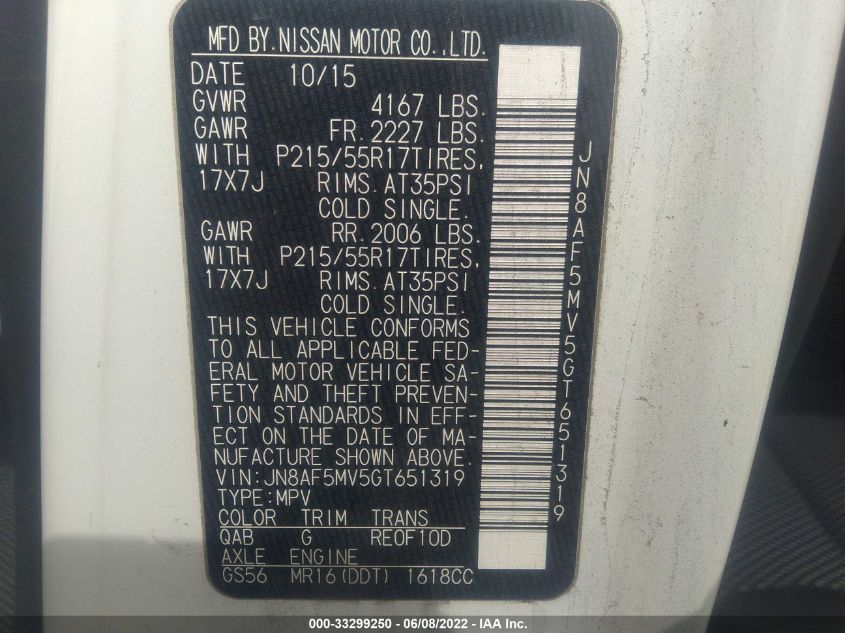 MFD BY.NISSAN MOTOR CO.,LTD.
DATE 10/15
GVWR 4167 LBS.
GAWR FR.2227 LBS.
WITH P215/55R17TIRES,
17X7J RIMS.AT35PSI
COLD SINGLE.
GAWR RR.2006 LBS.
WITH P215/55R17TIRES,
17X7J RIMS.AT35PSI
COLD SINGLE.
THIS VEHICLE CONFORMS
TO ALL APPLICABLE FED-
ERAL MOTOR VEHICLE SA-
FETY AND THEFT PREVEN-
TION STANDARDS IN EFF-
ECT ON THE DATE OF MA-
NUFACTURE SHOWN ABOVE.
VIN:JN8AF5MV5GT651319
TYPE:MPV
COLOR TRIM TRANS
QAB G RE0F10D
AXLE ENGINE
GS56 MR16(DDT) 1618CC
JN8AF5MV5GT651319
000-33299250 - 06/08/2022 - IAA Inc.